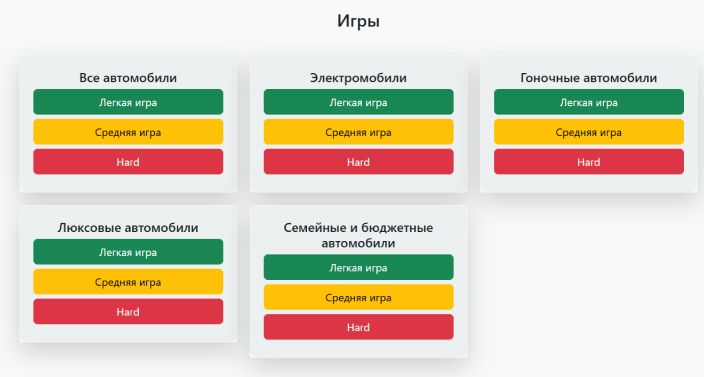 Игры
Все автомобили
Легкая игра
Средняя игра
Hard
Электромобили
Легкая игра
Средняя игра
Hard
Гоночные автомобили
Легкая игра
Средняя игра
Hard
Люксовые автомобили
Легкая игра
Средняя игра
Hard
Семейные и бюджетные
автомобили
Легкая игра
Средняя игра
Hard